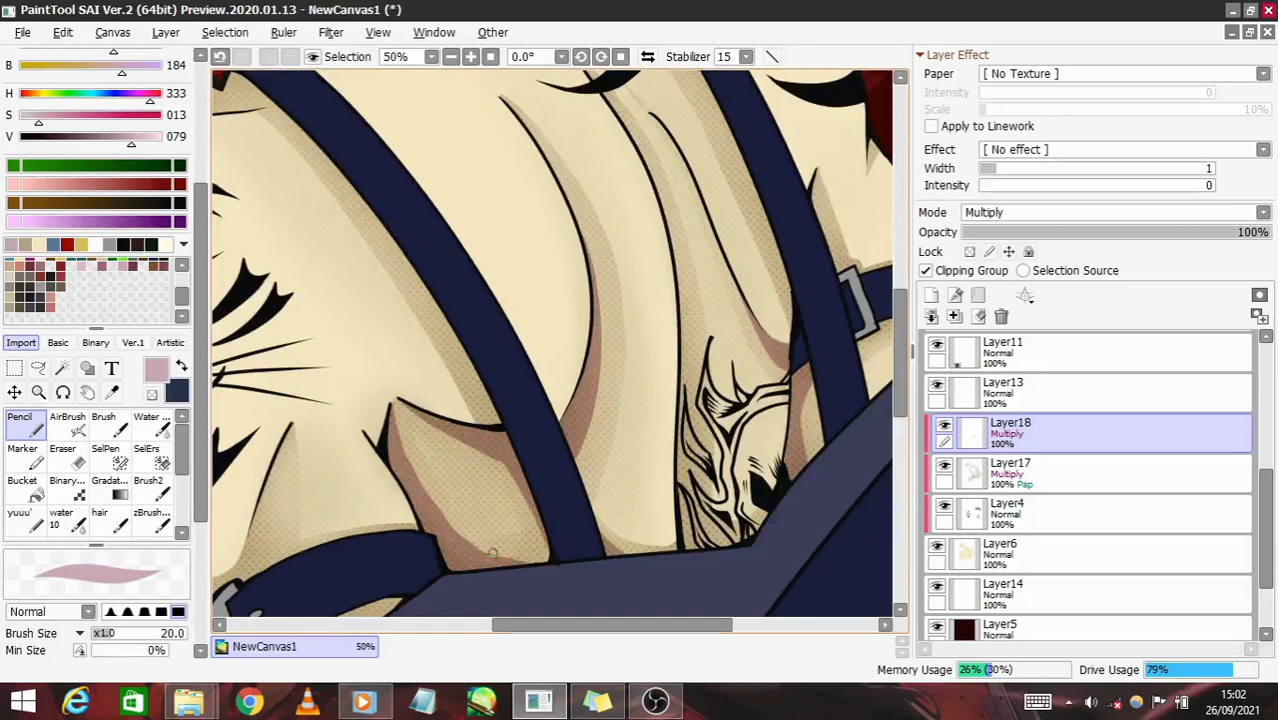 PaintTool SAI Ver.2 (64bit) Preview.2020.01.13 - NewCanvas1 (*)
File Edit Canvas Layer Selection Ruler Filter View Window Other
Selection 50% 0.0° Stabilizer 15
B 184
H 333
S 013
V 079
Import Basic Binary Ver.1 Artistic
T
Pencil AirBrush Brush Water ...
Marker Eraser SelPen SelErs
Bucket Binary... Gradat... Brush2
yuuu' water 10 hair zBrush...
Normal
Brush Size x1.0 20.0
Min Size 0%
NewCanvas1 50%
Layer Effect
Paper [ No Texture ]
Intensity 0
Scale 10%
Apply to Linework
Effect [ No effect ]
Width 1
Intensity 0
Mode Multiply
Opacity 100%
Lock
Clipping Group Selection Source
Layer11
Normal
100%
Layer13
Normal
100%
Layer18
Multiply
100%
Layer17
Multiply
100% Pap
Layer4
Normal
100%
Layer6
Normal
100%
Layer14
Normal
100%
Layer5
Normal
Memory Usage 26% (30%) Drive Usage 79%
15:02
26/09/2021